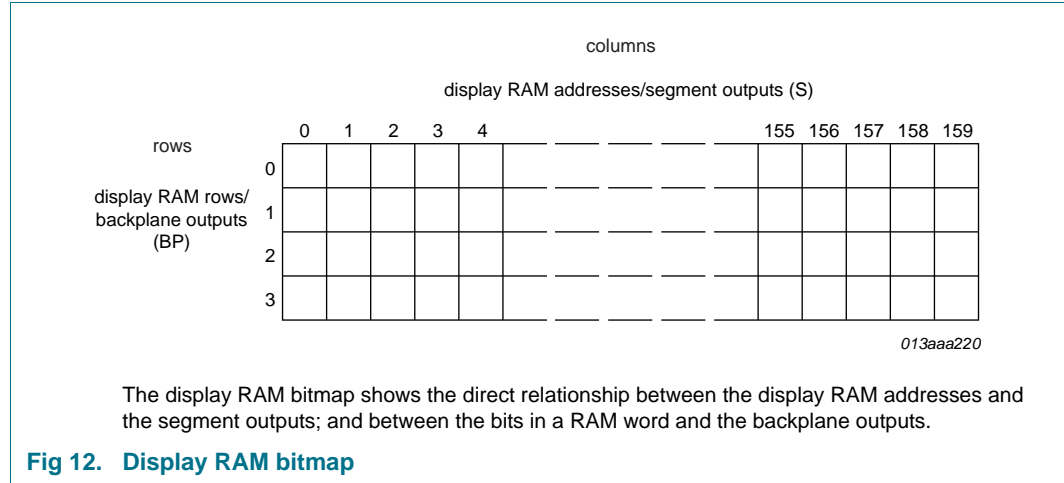 columns
display RAM addresses/segment outputs (S)
0 1 2 3 4 155 156 157 158 159
rows
0
display RAM rows/
backplane outputs
(BP)
1
2
3
013aaa220
The display RAM bitmap shows the direct relationship between the display RAM addresses and
the segment outputs; and between the bits in a RAM word and the backplane outputs.
Fig 12. Display RAM bitmap